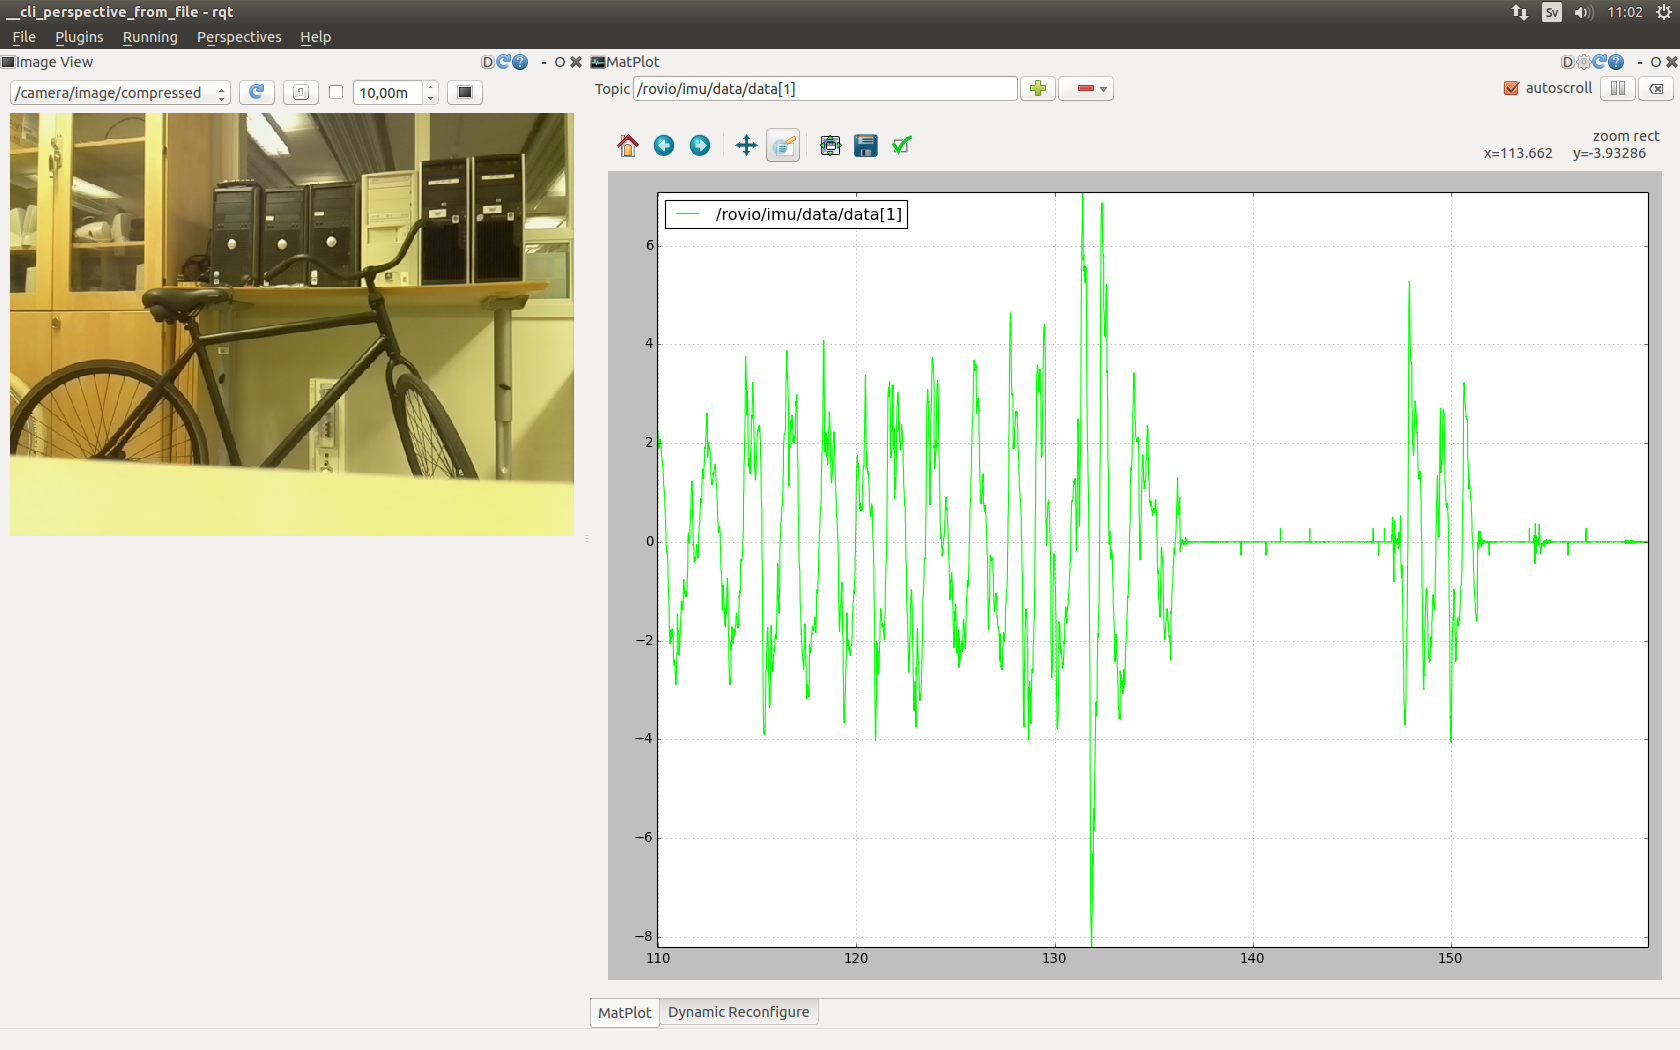 __cli_perspective_from_file - rqt
Sv
11:02
File Plugins Running Perspectives Help
Image View
D
- O
MatPlot
D
- O
/camera/image/compressed
10,00m
Topic /rovio/imu/data/data[1]
autoscroll
zoom rect
x=113.662 y=-3.93286
/rovio/imu/data/data[1]
6
4
2
0
−2
−4
−6
−8
110 120 130 140 150
MatPlot Dynamic Reconfigure